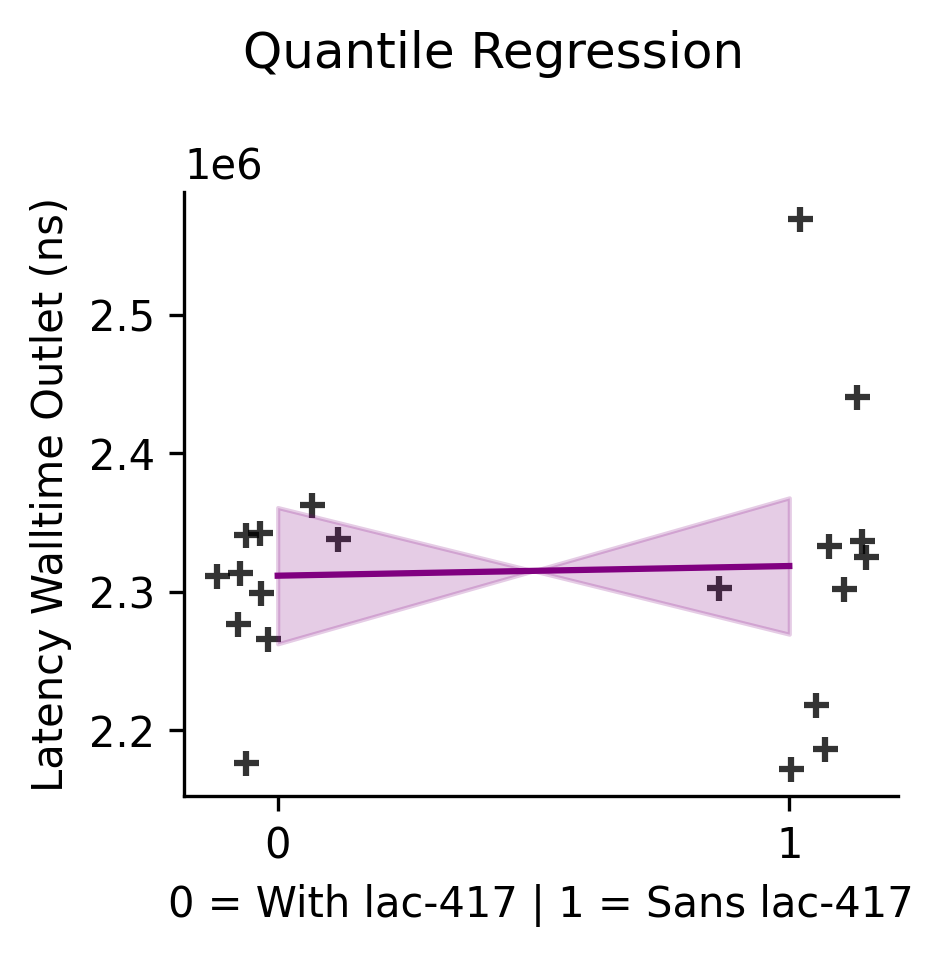 Quantile Regression
1e6
Latency Walltime Outlet (ns)
2.5
2.4
2.3
2.2
0
1
0 = With lac-417 | 1 = Sans lac-417